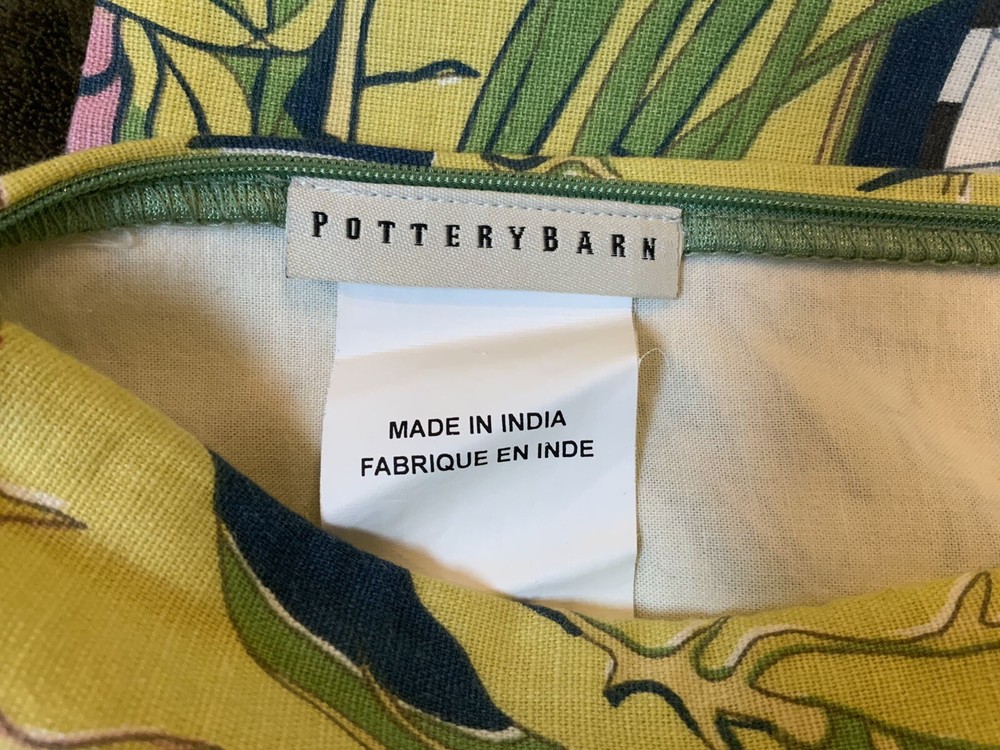 POTTERYBARN
MADE IN INDIA
FABRIQUE EN INDE